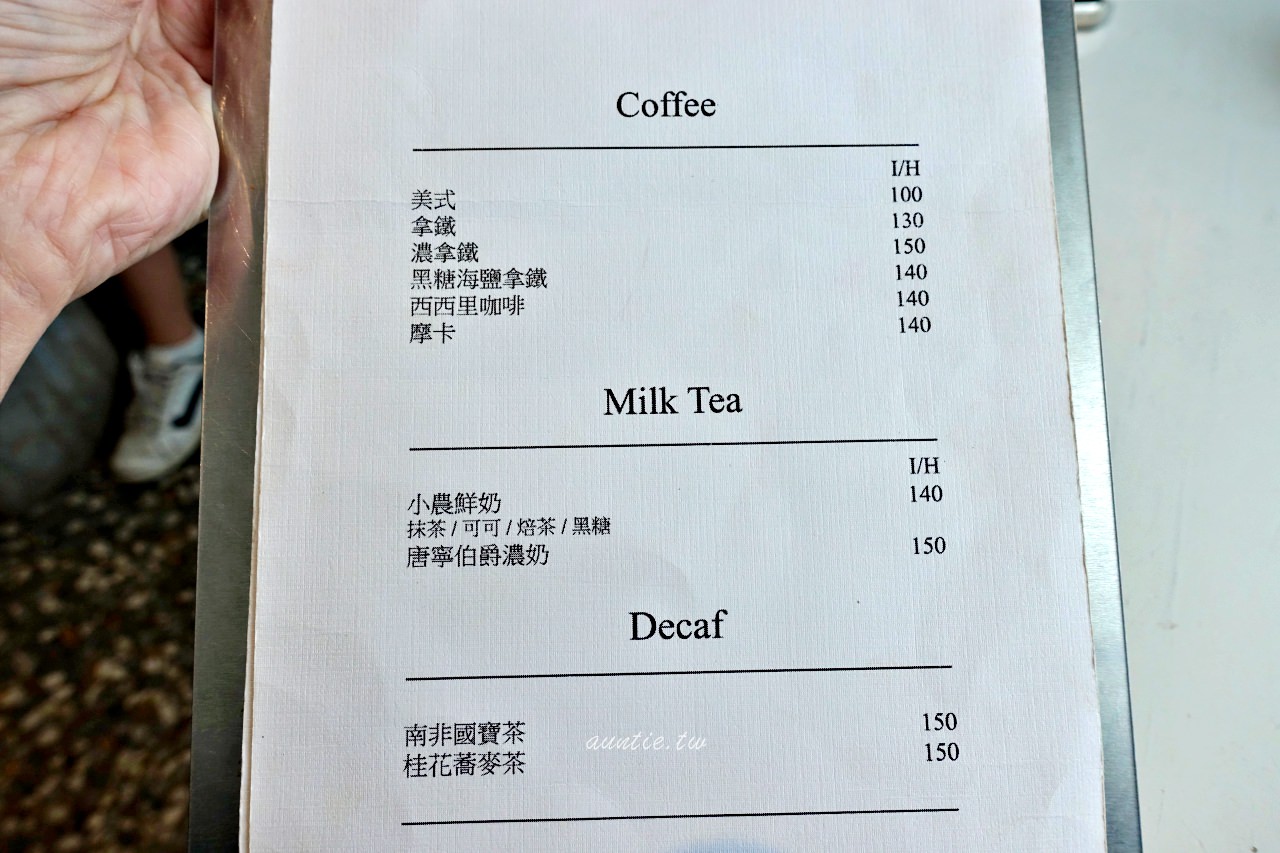 Coffee
I/H
美式 100
拿鐵 130
濃拿鐵 150
黑糖海鹽拿鐵 140
西西里咖啡 140
摩卡 140
Milk Tea
I/H
小農鮮奶 140
抹茶 / 可可 / 焙茶 / 黑糖
唐寧伯爵濃奶 150
Decaf
南非國寶茶 150
桂花蕎麥茶 150
auntie.tw